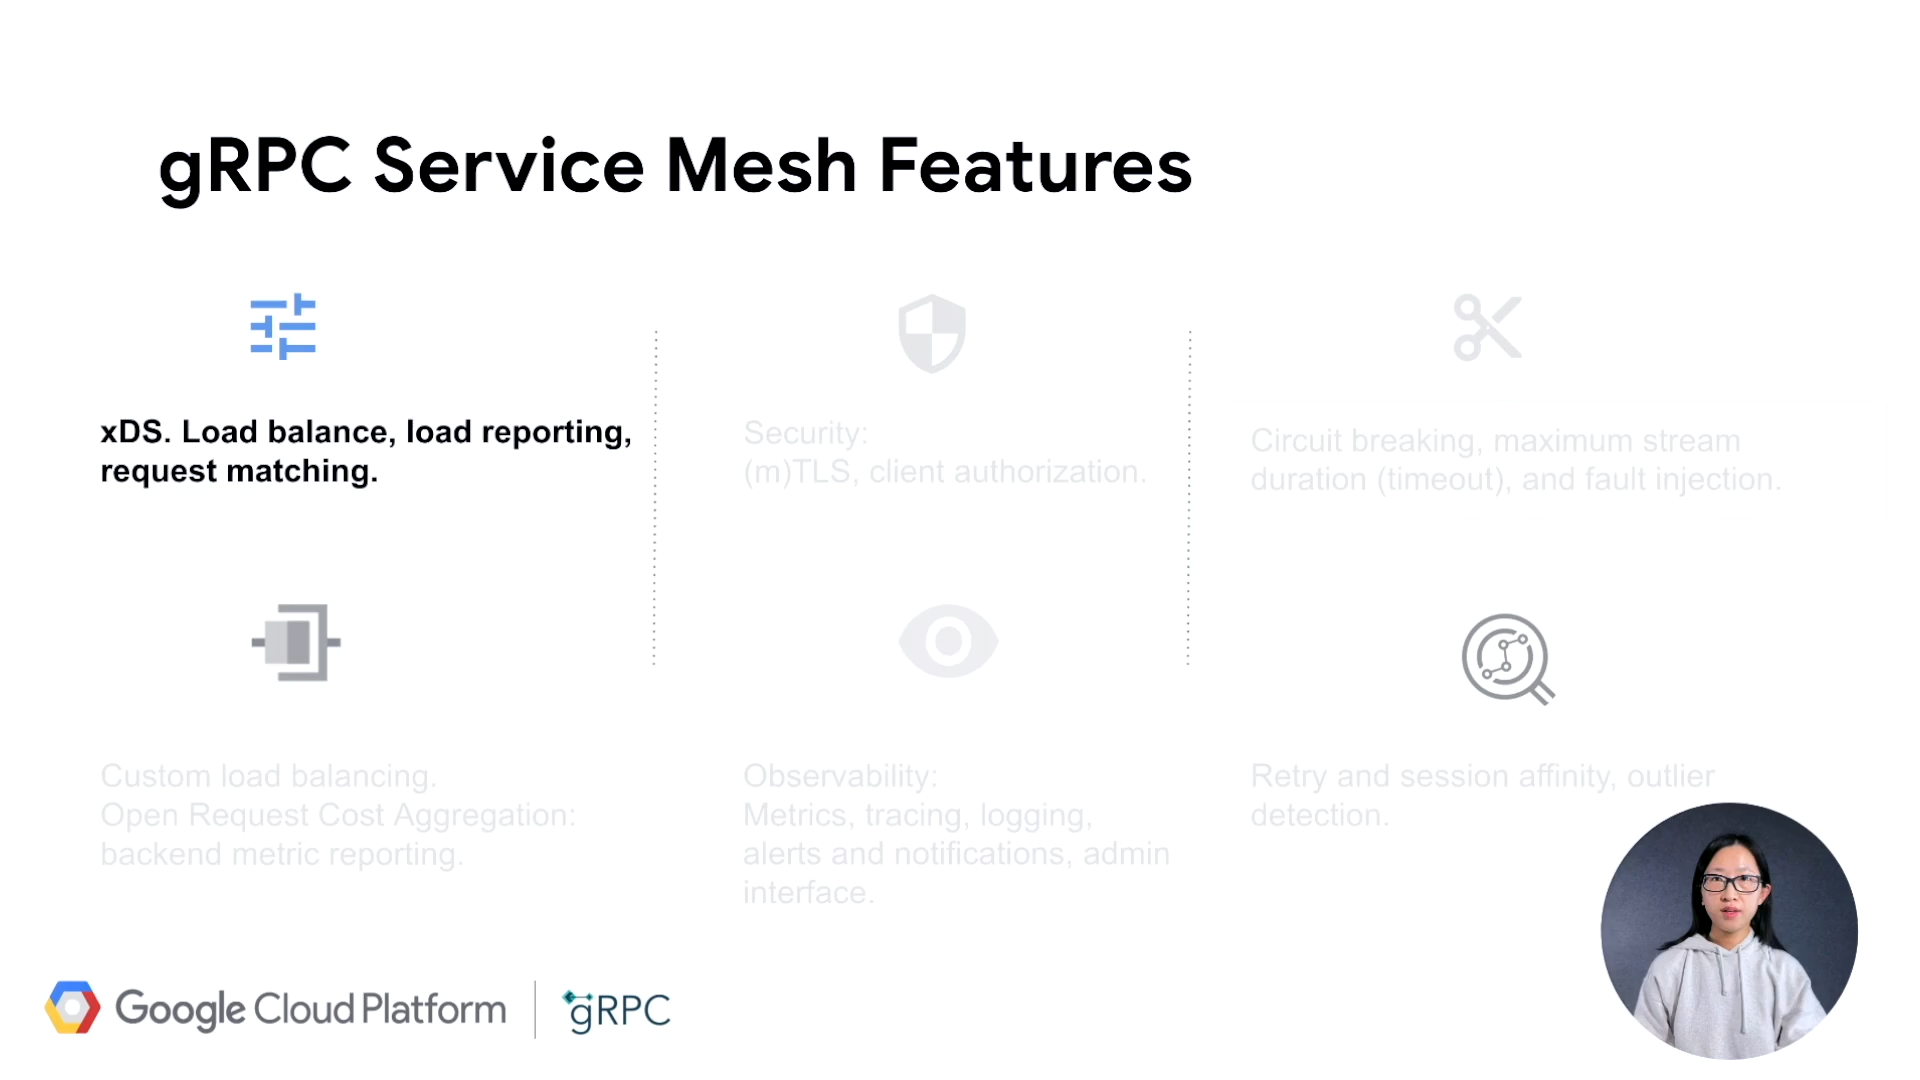 gRPC Service Mesh Features
xDS. Load balance, load reporting,
request matching.
Security:
(m)TLS, client authorization.
Circuit breaking, maximum stream
duration (timeout), and fault injection.
Custom load balancing.
Open Request Cost Aggregation:
backend metric reporting.
Observability:
Metrics, tracing, logging,
alerts and notifications, admin
interface.
Retry and session affinity, outlier
detection.
Google Cloud Platform
gRPC